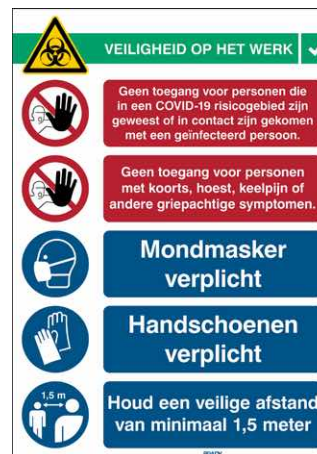 VEILIGHEID OP HET WERK
Geen toegang voor personen die
in een COVID-19 risicogebied zijn
geweest of in contact zijn gekomen
met een geïnfecteerd persoon.
Geen toegang voor personen
met koorts, hoest, keelpijn of
andere griepachtige symptomen.
Mondmasker
verplicht
Handschoenen
verplicht
1,5 m
Houd een veilige afstand
van minimaal 1,5 meter